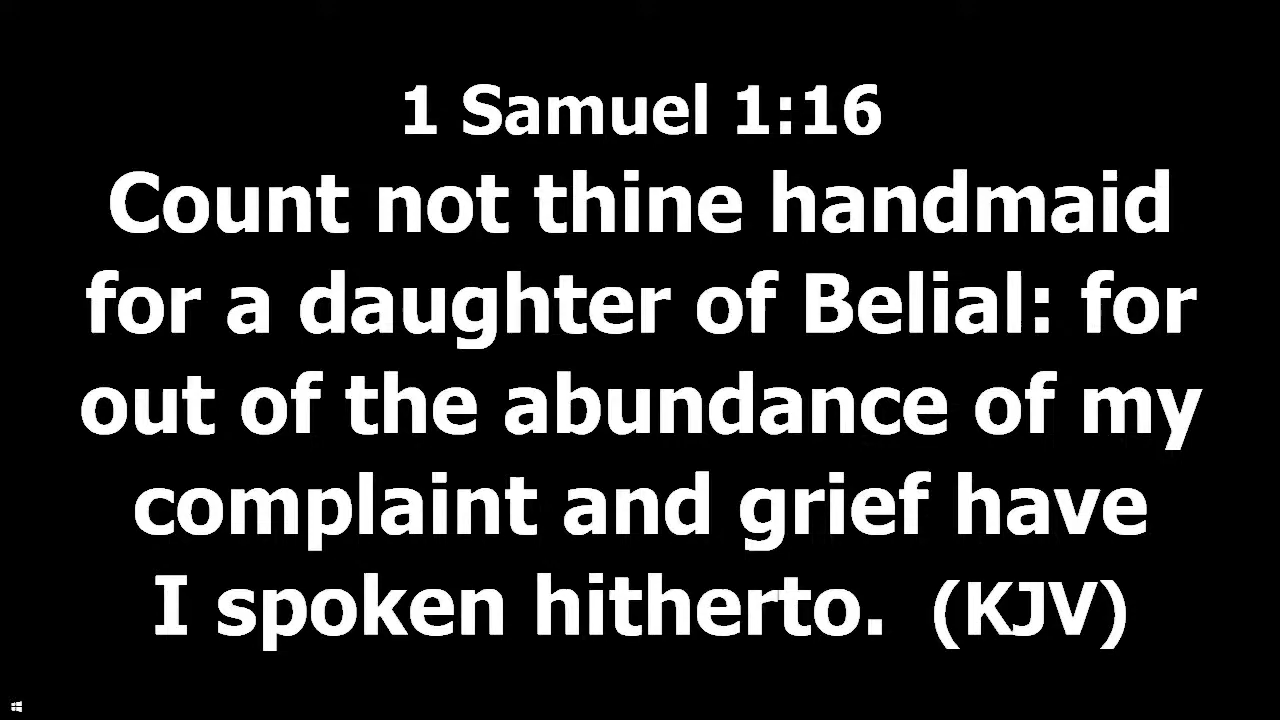 1 Samuel 1:16
Count not thine handmaid
for a daughter of Belial: for
out of the abundance of my
complaint and grief have
I spoken hitherto.  (KJV)